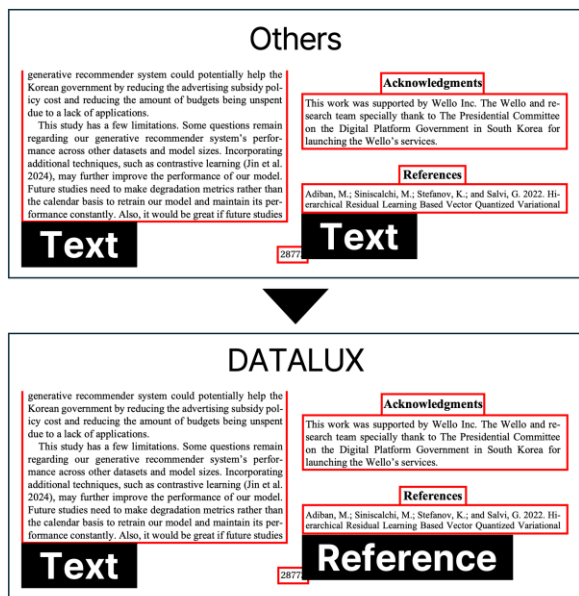 Others
generative recommender system could potentially help the
Korean government by reducing the advertising subsidy pol-
icy cost and reducing the amount of budgets being unspent
due to a lack of applications.
This study has a few limitations. Some questions remain
regarding our generative recommender system's perfor-
mance across other datasets and model sizes. Incorporating
additional techniques, such as contrastive learning (Jin et al.
2024), may further improve the performance of our model.
Future studies need to make degradation metrics rather than
the calendar basis to retrain our model and maintain its per-
formance constantly. Also, it would be great if future studies
Text
Acknowledgments
This work was supported by Wello Inc. The Wello and re-
search team specially thank to The Presidential Committee
on the Digital Platform Government in South Korea for
launching the Wello's services.
References
Adiban, M.; Siniscalchi, M.; Stefanov, K.; and Salvi, G. 2022. Hi-
erarchical Residual Learning Based Vector Quantized Variational
Text
DATALUX
generative recommender system could potentially help the
Korean government by reducing the advertising subsidy pol-
icy cost and reducing the amount of budgets being unspent
due to a lack of applications.
This study has a few limitations. Some questions remain
regarding our generative recommender system's perfor-
mance across other datasets and model sizes. Incorporating
additional techniques, such as contrastive learning (Jin et al.
2024), may further improve the performance of our model.
Future studies need to make degradation metrics rather than
the calendar basis to retrain our model and maintain its per-
formance constantly. Also, it would be great if future studies
Text
Acknowledgments
This work was supported by Wello Inc. The Wello and re-
search team specially thank to The Presidential Committee
on the Digital Platform Government in South Korea for
launching the Wello's services.
References
Adiban, M.; Siniscalchi, M.; Stefanov, K.; and Salvi, G. 2022. Hi-
erarchical Residual Learning Based Vector Quantized Variational
Reference